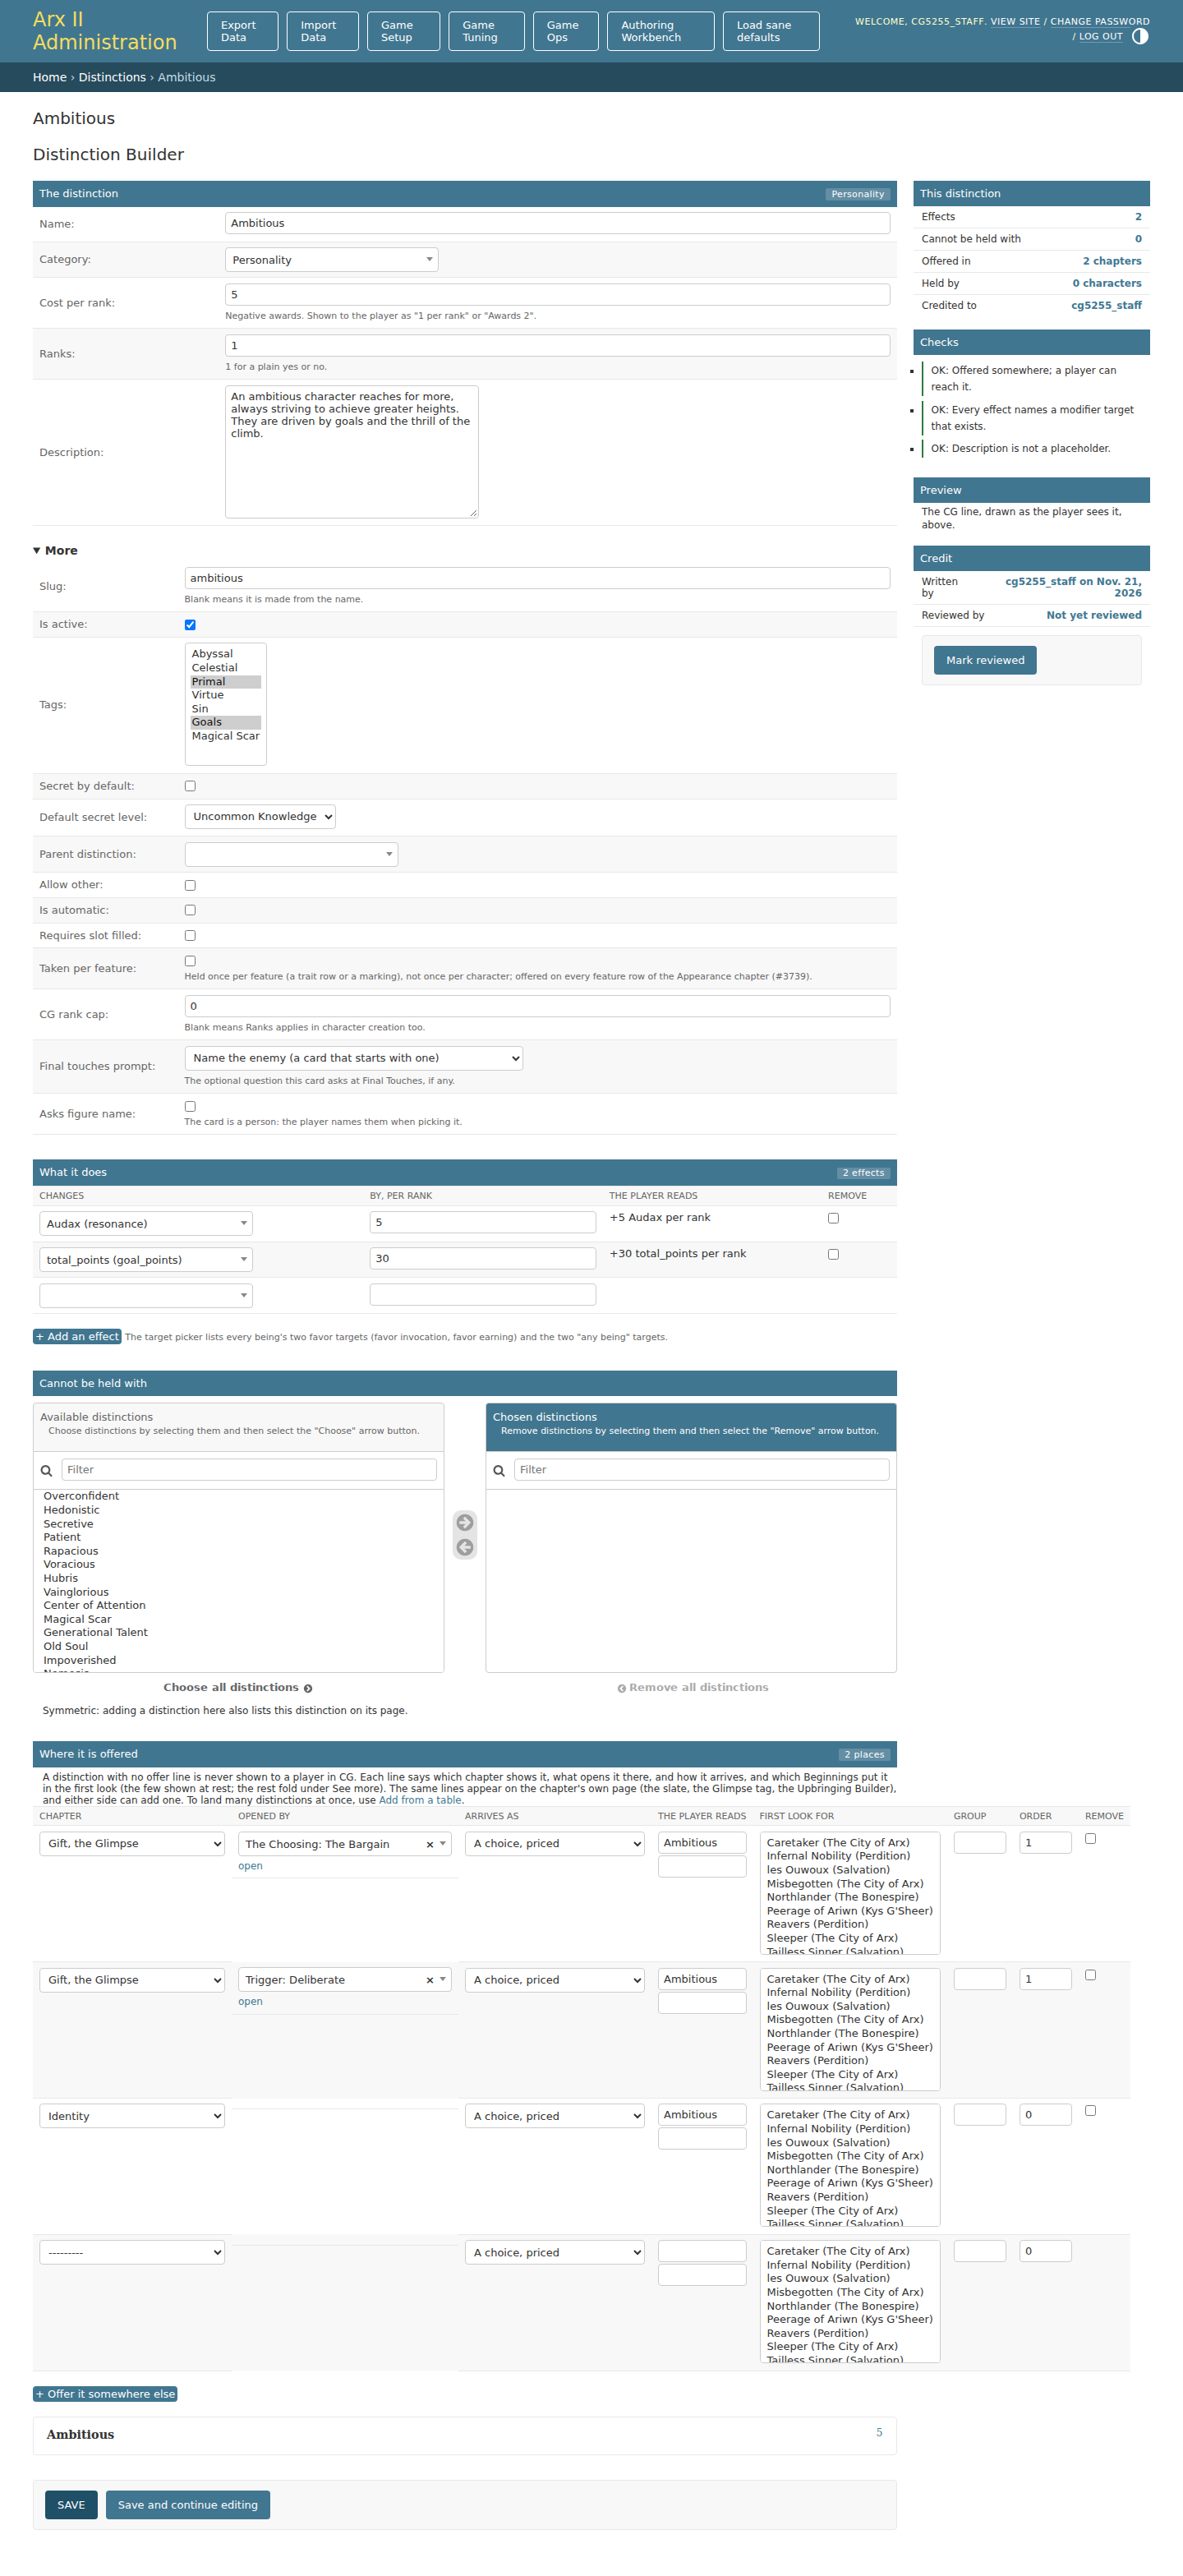 Arx II
Administration
Export
Data
Import
Data
Game
Setup
Game
Tuning
Game
Ops
Authoring
Workbench
Load sane
defaults
WELCOME, CG5255_STAFF. VIEW SITE / CHANGE PASSWORD
/ LOG OUT
Home › Distinctions › Ambitious
Ambitious
Distinction Builder
The distinction
Personality
Name:
Ambitious
Category:
Personality
Cost per rank:
5
Negative awards. Shown to the player as "1 per rank" or "Awards 2".
Ranks:
1
1 for a plain yes or no.
Description:
An ambitious character reaches for more,
always striving to achieve greater heights.
They are driven by goals and the thrill of the
climb.
This distinction
Effects 2
Cannot be held with 0
Offered in 2 chapters
Held by 0 characters
Credited to cg5255_staff
Checks
OK: Offered somewhere; a player can
reach it.
OK: Every effect names a modifier target
that exists.
OK: Description is not a placeholder.
Preview
The CG line, drawn as the player sees it,
above.
Credit
Written
by
cg5255_staff on Nov. 21,
2026
Reviewed by Not yet reviewed
Mark reviewed
More
Slug:
ambitious
Blank means it is made from the name.
Is active:
Tags:
Abyssal
Celestial
Primal
Virtue
Sin
Goals
Magical Scar
Secret by default:
Default secret level:
Uncommon Knowledge
Parent distinction:
Allow other:
Is automatic:
Requires slot filled:
Taken per feature:
Held once per feature (a trait row or a marking), not once per character; offered on every feature row of the Appearance chapter (#3739).
CG rank cap:
0
Blank means Ranks applies in character creation too.
Final touches prompt:
Name the enemy (a card that starts with one)
The optional question this card asks at Final Touches, if any.
Asks figure name:
The card is a person: the player names them when picking it.
What it does
2 effects
CHANGES BY, PER RANK THE PLAYER READS REMOVE
Audax (resonance) 5 +5 Audax per rank
total_points (goal_points) 30 +30 total_points per rank
+ Add an effect The target picker lists every being's two favor targets (favor invocation, favor earning) and the two "any being" targets.
Cannot be held with
Available distinctions
Choose distinctions by selecting them and then select the "Choose" arrow button.
Filter
Overconfident
Hedonistic
Secretive
Patient
Rapacious
Voracious
Hubris
Vainglorious
Center of Attention
Magical Scar
Generational Talent
Old Soul
Impoverished
Nemesis
Choose all distinctions
Chosen distinctions
Remove distinctions by selecting them and then select the "Remove" arrow button.
Filter
Remove all distinctions
Symmetric: adding a distinction here also lists this distinction on its page.
Where it is offered
2 places
A distinction with no offer line is never shown to a player in CG. Each line says which chapter shows it, what opens it there, and how it arrives, and which Beginnings put it
in the first look (the few shown at rest; the rest fold under See more). The same lines appear on the chapter's own page (the slate, the Glimpse tag, the Upbringing Builder),
and either side can add one. To land many distinctions at once, use Add from a table.
CHAPTER OPENED BY ARRIVES AS THE PLAYER READS FIRST LOOK FOR GROUP ORDER REMOVE
Gift, the Glimpse
The Choosing: The Bargain ×
open
A choice, priced
Ambitious
Caretaker (The City of Arx)
Infernal Nobility (Perdition)
les Ouwoux (Salvation)
Misbegotten (The City of Arx)
Northlander (The Bonespire)
Peerage of Ariwn (Kys G'Sheer)
Reavers (Perdition)
Sleeper (The City of Arx)
Tailless Sinner (Salvation)
1
Gift, the Glimpse
Trigger: Deliberate ×
open
A choice, priced
Ambitious
Caretaker (The City of Arx)
Infernal Nobility (Perdition)
les Ouwoux (Salvation)
Misbegotten (The City of Arx)
Northlander (The Bonespire)
Peerage of Ariwn (Kys G'Sheer)
Reavers (Perdition)
Sleeper (The City of Arx)
Tailless Sinner (Salvation)
1
Identity
A choice, priced
Ambitious
Caretaker (The City of Arx)
Infernal Nobility (Perdition)
les Ouwoux (Salvation)
Misbegotten (The City of Arx)
Northlander (The Bonespire)
Peerage of Ariwn (Kys G'Sheer)
Reavers (Perdition)
Sleeper (The City of Arx)
Tailless Sinner (Salvation)
0
---------
A choice, priced
Caretaker (The City of Arx)
Infernal Nobility (Perdition)
les Ouwoux (Salvation)
Misbegotten (The City of Arx)
Northlander (The Bonespire)
Peerage of Ariwn (Kys G'Sheer)
Reavers (Perdition)
Sleeper (The City of Arx)
Tailless Sinner (Salvation)
0
+ Offer it somewhere else
Ambitious 5
SAVE
Save and continue editing